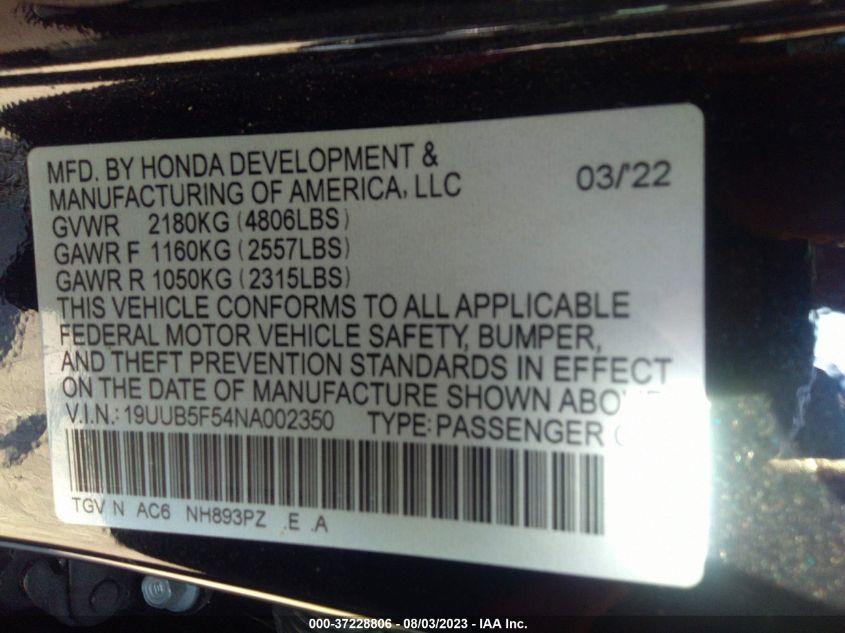 MFD. BY HONDA DEVELOPMENT &
MANUFACTURING OF AMERICA, LLC 03/'22
GVWR 2180KG (4806LBS)
GAWR F 1160KG (2557LBS)
GAWR R 1050KG (2315LBS)
THIS VEHICLE CONFORMS TO ALL APPLICABLE
FEDERAL MOTOR VEHICLE SAFETY, BUMPER,
AND THEFT PREVENTION STANDARDS IN EFFECT
ON THE DATE OF MANUFACTURE SHOWN
V.I.N.: 19UUB5F54NA002350 TYPE: PASSENGER
TGV N AC6 NH893PZ .E .A
000-37228806 - 08/03/2023 - IAA Inc.